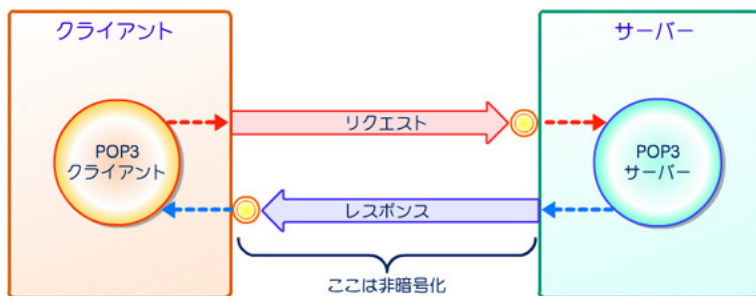 クライアント
サーバー
リクエスト
POP3
クライアント
POP3
サーバー
レスポンス
ここは非暗号化